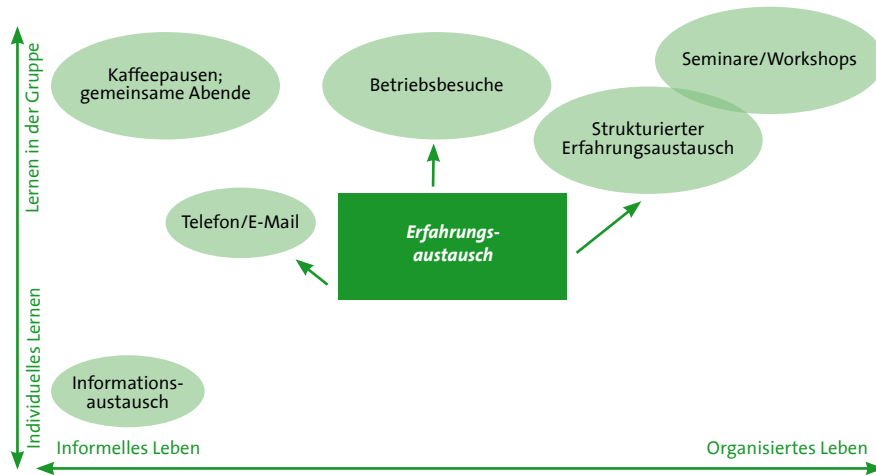 Kaffeepausen;
gemeinsame Abende
Betriebsbesuche
Seminare/Workshops
Strukturierter
Erfahrungsaustausch
Telefon/E-Mail
Erfahrungs-
austausch
Informations-
austausch
Lernen in der Gruppe
Individuelles Lernen
Informelles Leben
Organisiertes Leben